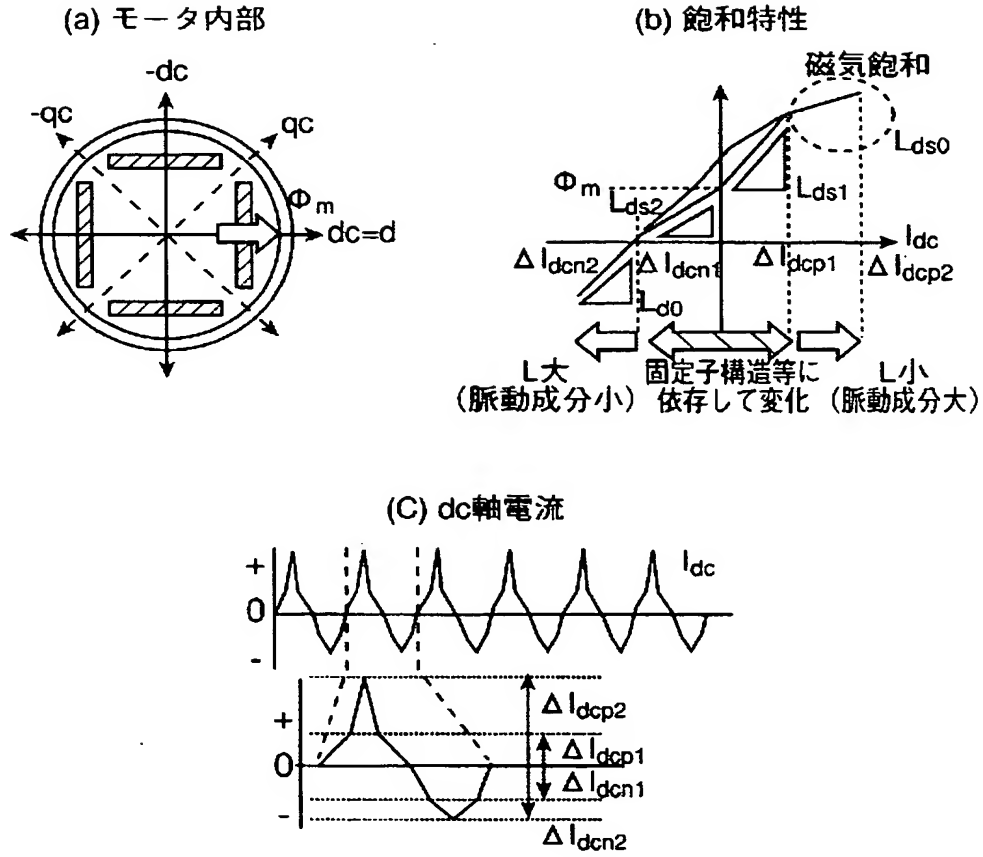 (a) モータ内部
-dc
-qc
qc
Φm
dc=d
(b) 飽和特性
磁気飽和
Lds0
Φm
Lds2
Lds1
Idc
ΔIdcn2
ΔIdcn1
ΔIdcp1
ΔIdcp2
Ld0
L大
(脈動成分小)
固定子構造等に
依存して変化
L小
(脈動成分大)
(C) dc軸電流
+
0
-
Idc
+
0
-
ΔIdcp2
ΔIdcp1
ΔIdcn1
ΔIdcn2